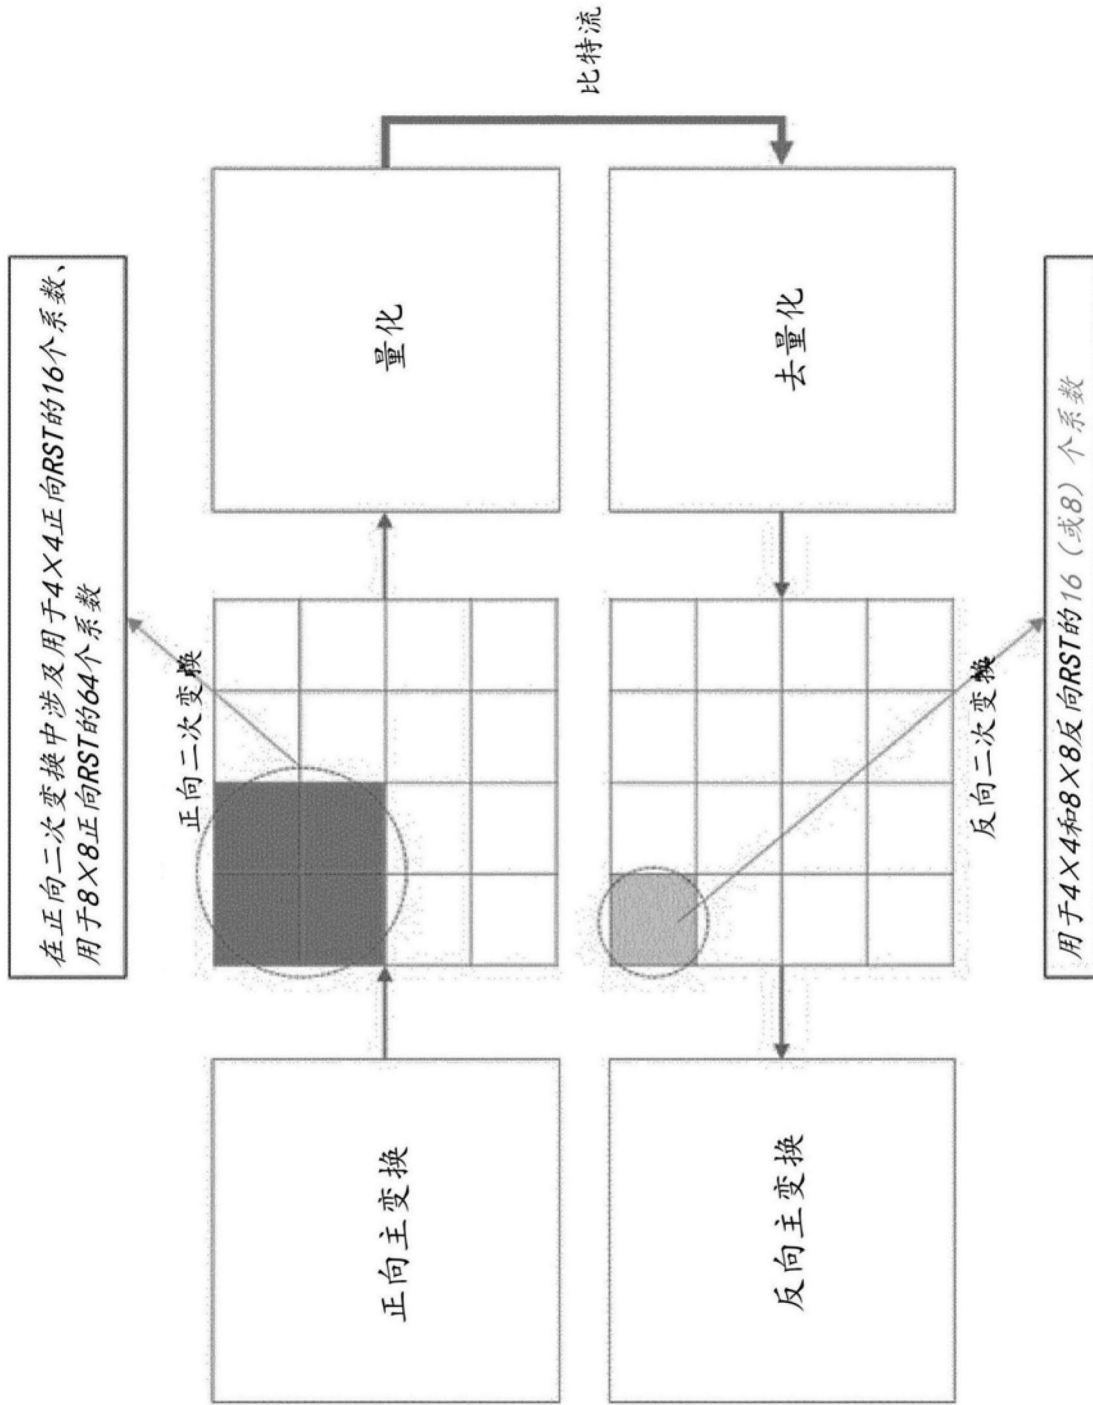 在正向二次变换中涉及用于4×4正向RST的16个系数、
用于8×8正向RST的64个系数
正向二次变换
正向主变换
量化
比特流
反向主变换
去量化
反向二次变换
用于4×4和8×8反向RST的16（或8）个系数